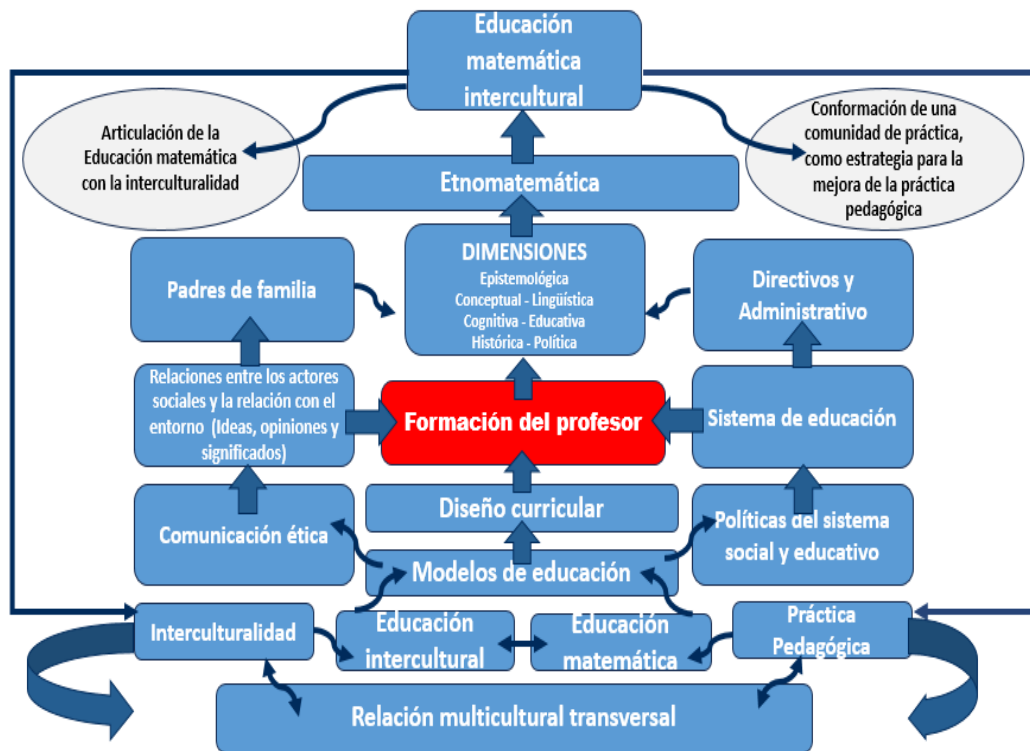 Educación
matemática
intercultural
Articulación de la
Educación matemática
con la interculturalidad
Conformación de una
comunidad de práctica,
como estrategia para la
mejora de la práctica
pedagógica
Etnomatemática
Padres de familia
DIMENSIONES
Epistemológica
Conceptual - Lingüística
Cognitiva - Educativa
Histórica - Política
Directivos y
Administrativo
Relaciones entre los actores
sociales y la relación con el
entorno (Ideas, opiniones y
significados)
Formación del profesor
Sistema de educación
Comunicación ética
Diseño curricular
Políticas del sistema
social y educativo
Modelos de educación
Interculturalidad
Educación
intercultural
Educación
matemática
Práctica
Pedagógica
Relación multicultural transversal